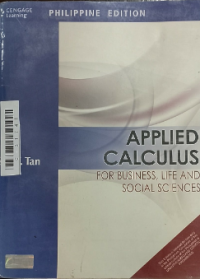 CENGAGE
Learning
PHILIPPINE EDITION
Tan
APPLIED
CALCULUS
FOR BUSINESS, LIFE AND
SOCIAL SCIENCES